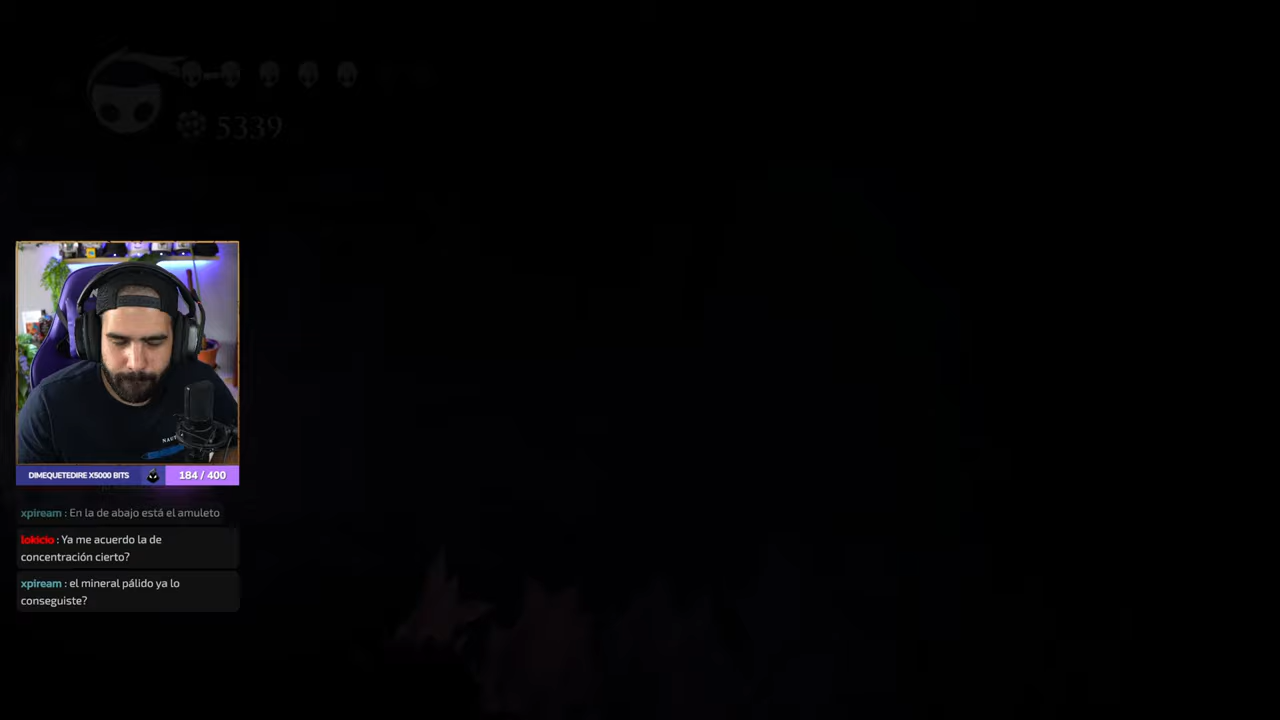 5339
DIMEQUETEDIRE X5000 BITS
184 / 400
xpiream : En la de abajo está el amuleto
lokicio : Ya me acuerdo la de
concentración cierto?
xpiream : el mineral pálido ya lo
conseguiste?